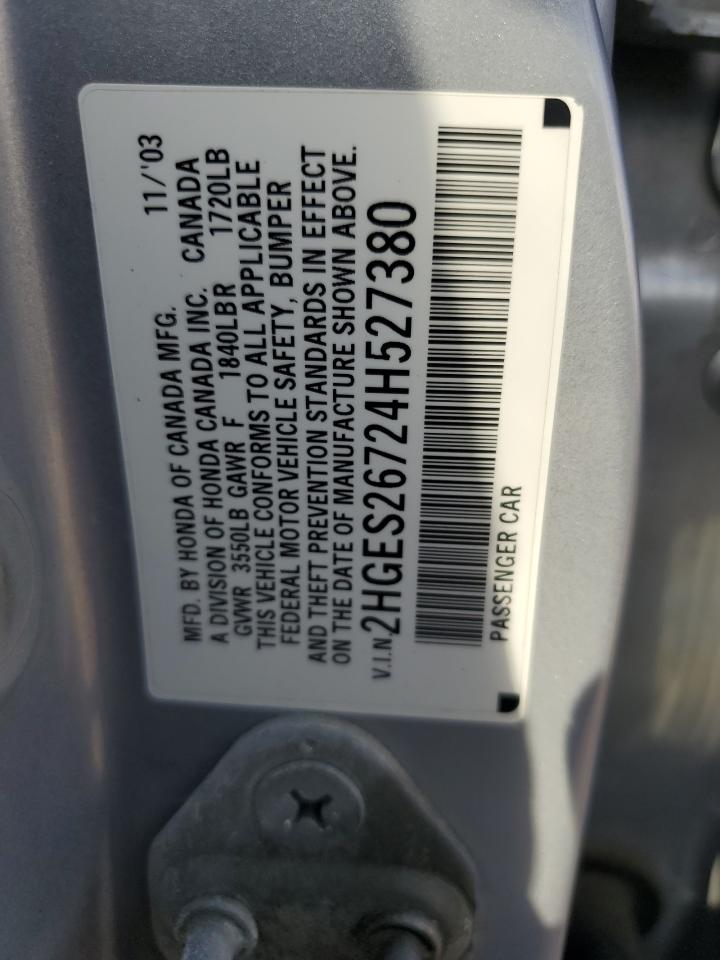 MFD. BY HONDA OF CANADA MFG. 11/'03
A DIVISION OF HONDA CANADA INC. CANADA
GVWR 3550LB GAWR F 1840LB R 1720LB
THIS VEHICLE CONFORMS TO ALL APPLICABLE
FEDERAL MOTOR VEHICLE SAFETY, BUMPER
AND THEFT PREVENTION STANDARDS IN EFFECT
ON THE DATE OF MANUFACTURE SHOWN ABOVE.
V.I.N. 2HGES26724H527380
PASSENGER CAR